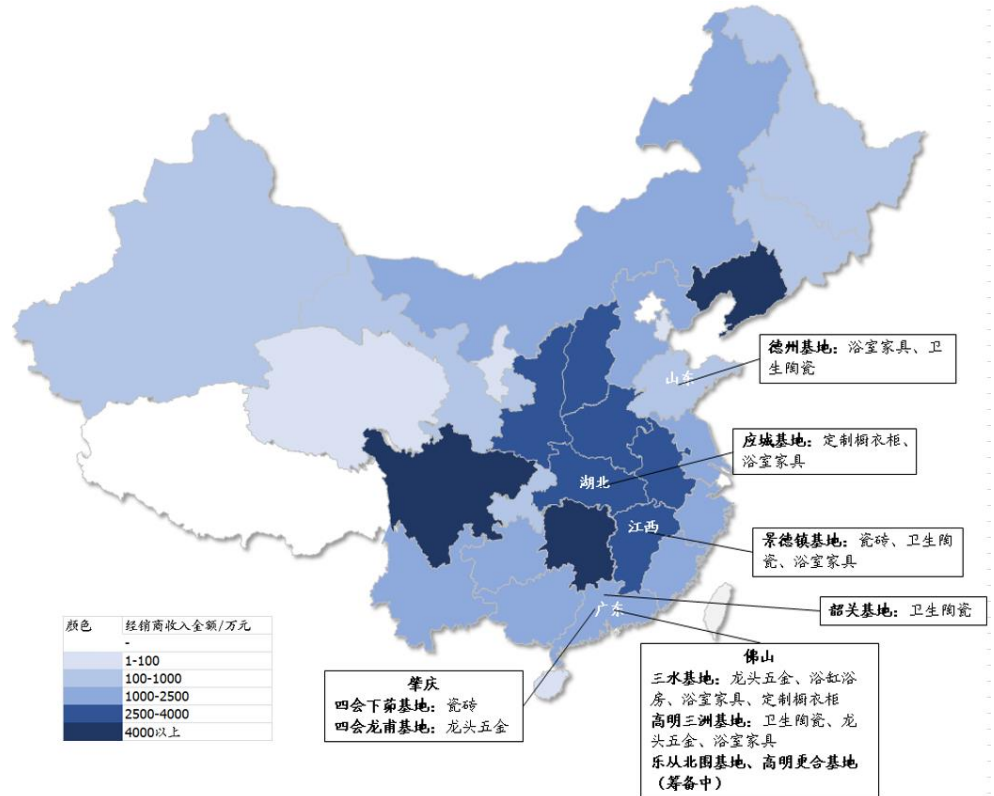 山东
德州基地：浴室家具、卫
生陶瓷
应城基地：定制橱衣柜、
浴室家具
湖北
江西
景德镇基地：瓷砖、卫生陶
瓷、浴室家具
韶关基地：卫生陶瓷
广东
颜色 经销商收入金额/万元
-
1-100
100-1000
1000-2500
2500-4000
4000以上
肇庆
四会下茆基地：瓷砖
四会龙甫基地：龙头五金
佛山
三水基地：龙头五金、浴缸浴
房、浴室家具、定制橱衣柜
高明三洲基地：卫生陶瓷、龙
头五金、浴室家具
乐从北围基地、高明更合基地
（筹备中）